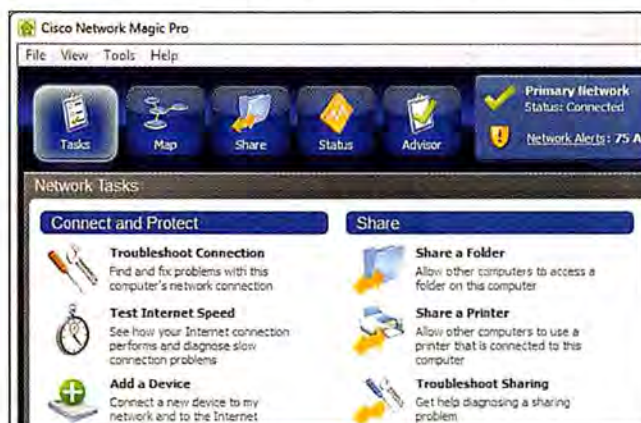 Cisco Network Magic Pro
File View Tools Help
Tasks
Map
Share
Status
Advisor
Primary Network
Status: Connected
Network Alerts: 75 A
Network Tasks
Connect and Protect
Troubleshoot Connection
Find and fix problems with this
computer's network connection
Test Internet Speed
See how your Internet connection
performs and diagnose slow
connection problems
Add a Device
Connect a new device to my
network and to the Internet
Share
Share a Folder
Allow other computers to access a
folder on this computer
Share a Printer
Allow other computers to use a
printer that is connected to this
computer
Troubleshoot Sharing
Get help diagnosing a sharing
problem